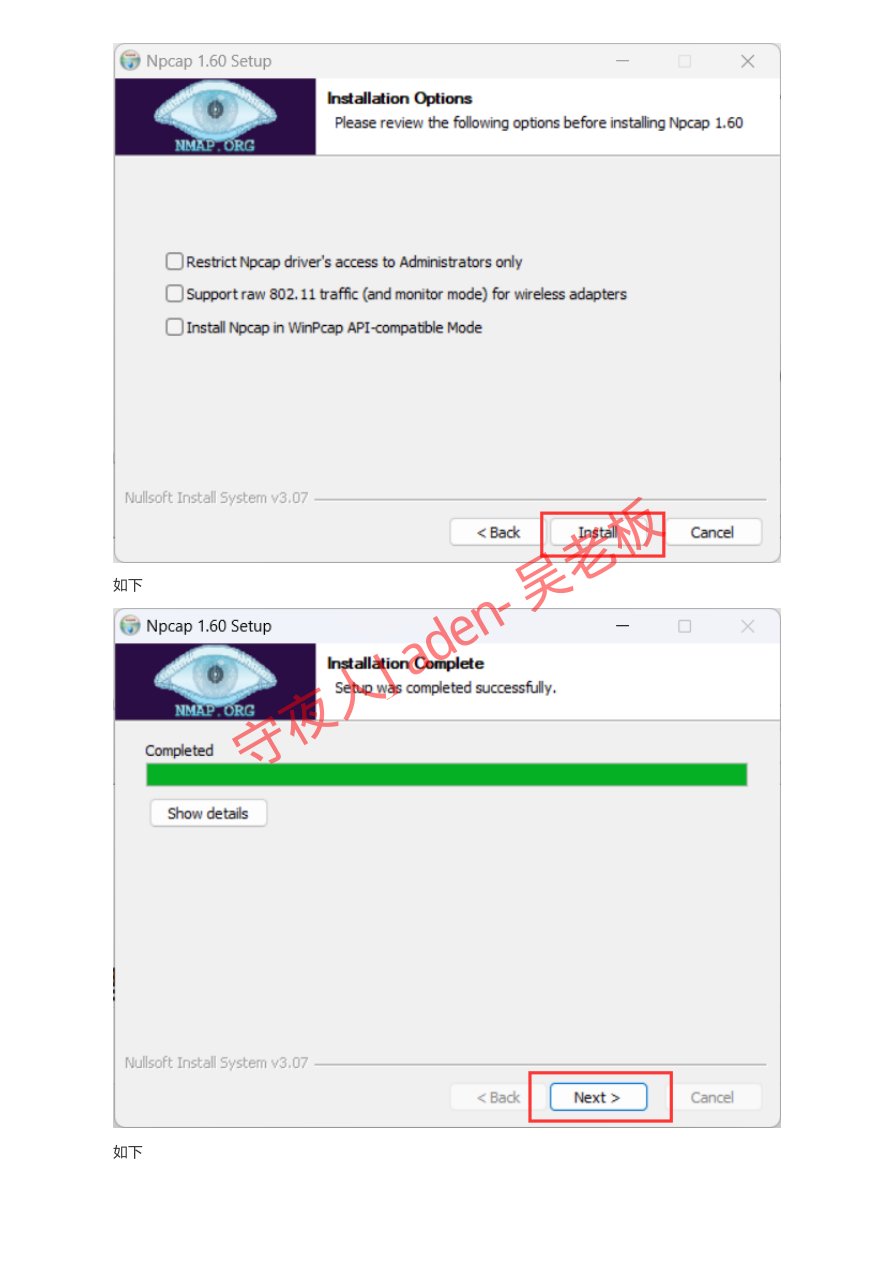 Npcap 1.60 Setup
NMAP.ORG
Installation Options
Please review the following options before installing Npcap 1.60
Restrict Npcap driver's access to Administrators only
Support raw 802.11 traffic (and monitor mode) for wireless adapters
Install Npcap in WinPcap API-compatible Mode
Nullsoft Install System v3.07
< Back
Install
Cancel
如下
守夜人J aden- 吴老板
Npcap 1.60 Setup
NMAP.ORG
Installation Complete
Setup was completed successfully.
Completed
Show details
Nullsoft Install System v3.07
< Back
Next >
Cancel
如下